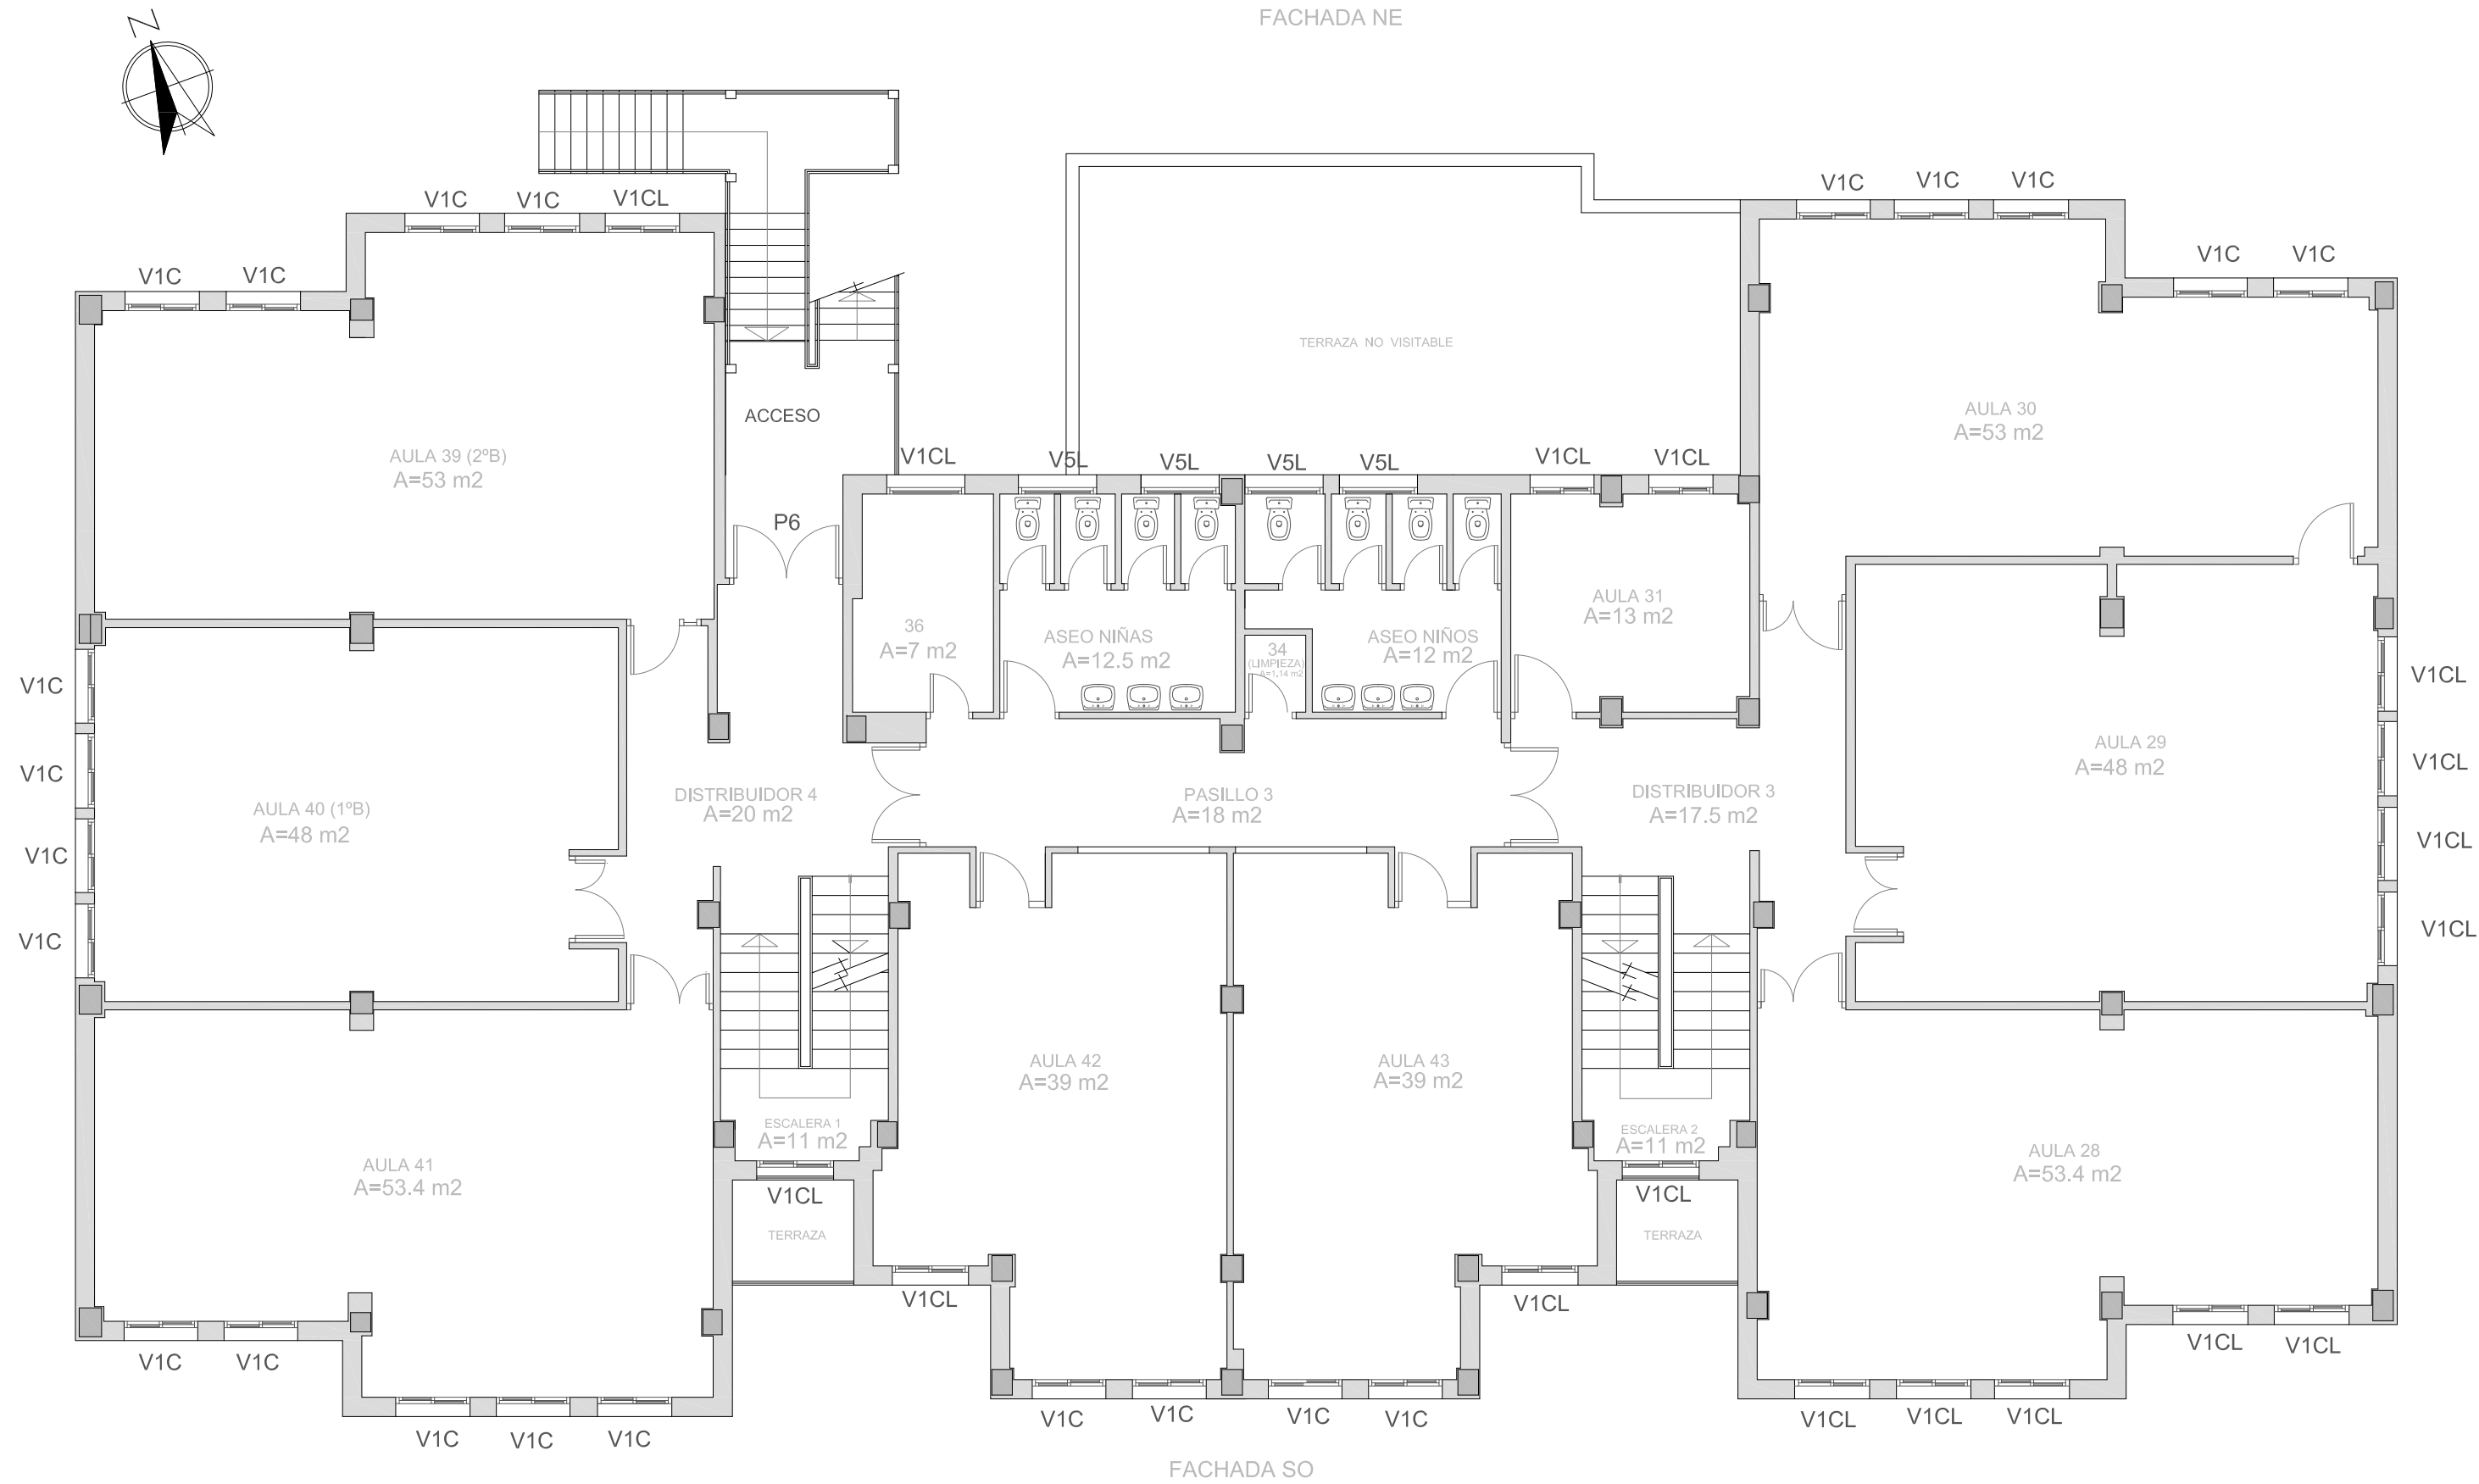 FACHADA NE
N
V1C
V1C
V1CL
V1C
V1C
V1C
V1C
V1C
V1C
V1C
TERRAZA NO VISITABLE
ACCESO
AULA 30
A=53 m2
AULA 39 (2ºB)
A=53 m2
V1CL
V5L
V5L
V5L
V5L
V1CL
V1CL
P6
36
A=7 m2
ASEO NIÑAS
A=12.5 m2
34
(LIMPIEZA)
A=1,14 m2
ASEO NIÑOS
A=12 m2
AULA 31
A=13 m2
V1C
V1C
V1C
V1C
V1CL
V1CL
V1CL
V1CL
AULA 40 (1ºB)
A=48 m2
DISTRIBUIDOR 4
A=20 m2
PASILLO 3
A=18 m2
DISTRIBUIDOR 3
A=17.5 m2
AULA 29
A=48 m2
AULA 42
A=39 m2
AULA 43
A=39 m2
ESCALERA 1
A=11 m2
ESCALERA 2
A=11 m2
AULA 41
A=53.4 m2
AULA 28
A=53.4 m2
V1CL
V1CL
TERRAZA
TERRAZA
V1CL
V1CL
V1C
V1C
V1CL
V1CL
V1C
V1C
V1C
V1C
V1C
V1C
V1C
V1CL
V1CL
V1CL
FACHADA SO